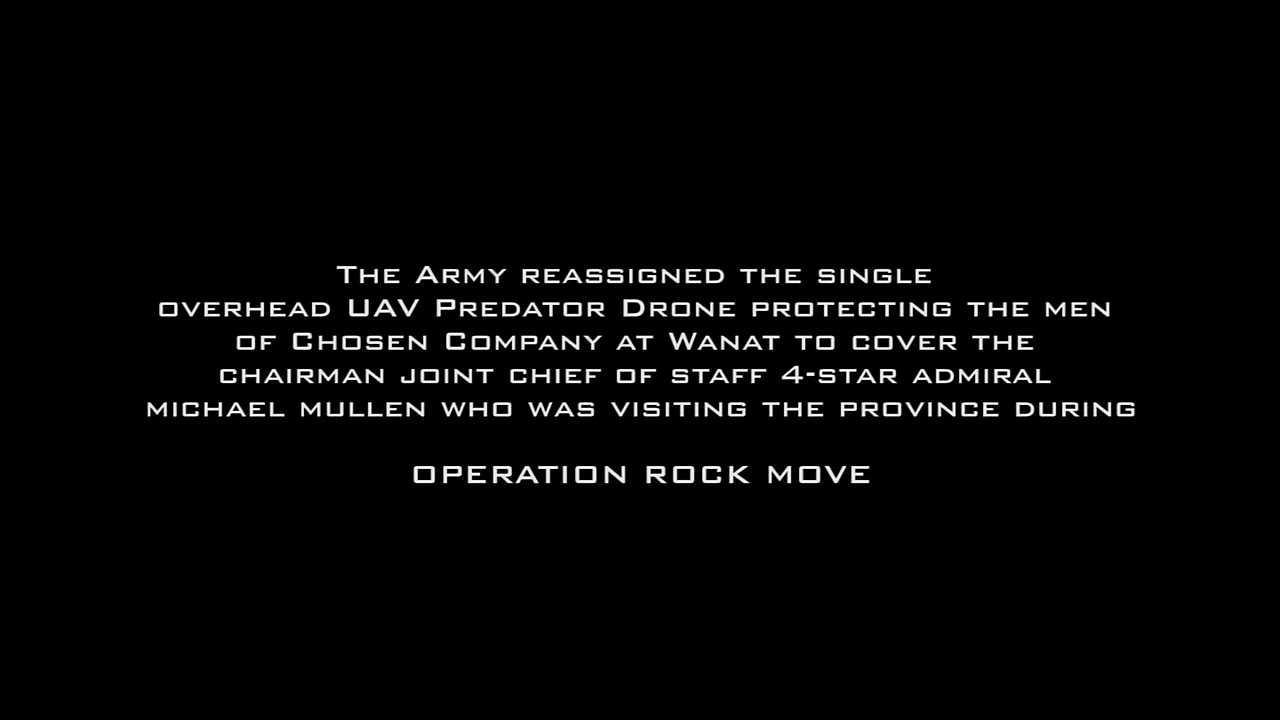 The Army reassigned the single
overhead UAV Predator Drone protecting the men
of Chosen Company at Wanat to cover the
chairman joint chief of staff 4-star admiral
michael mullen who was visiting the province during
operation rock move